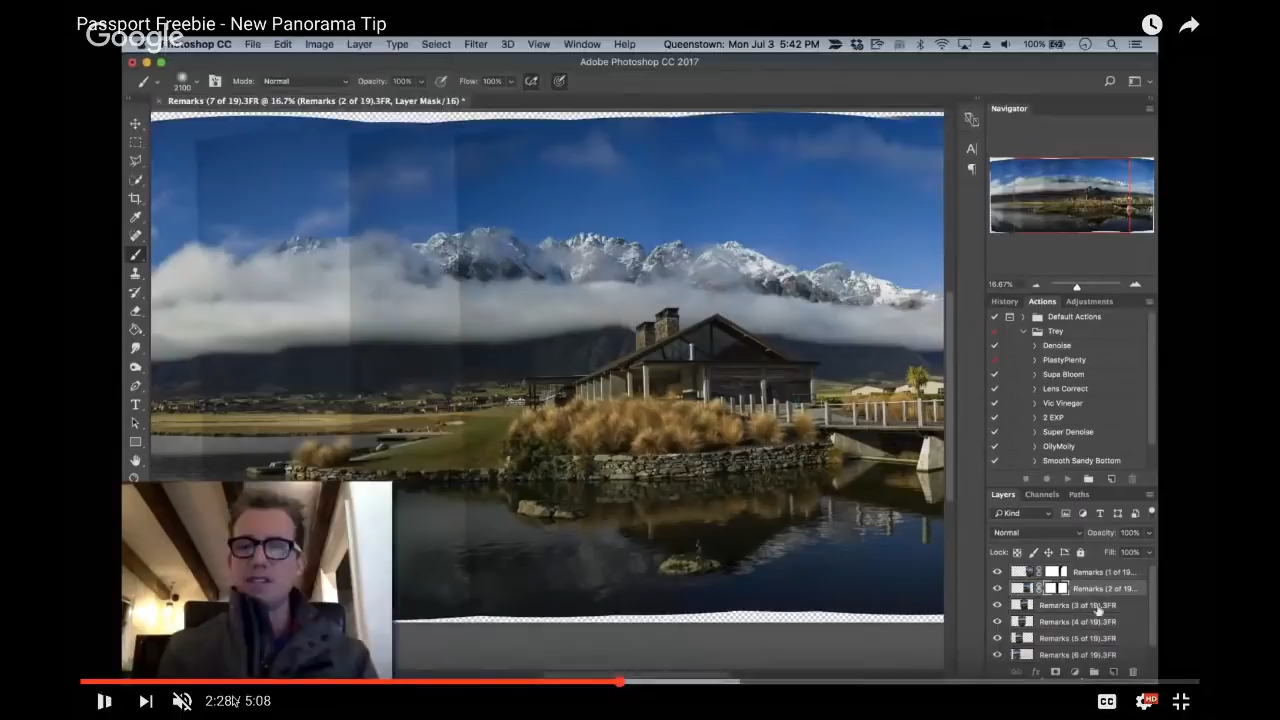 Passport Freebie - New Panorama Tip
Google
Photoshop CC File Edit Image Layer Type Select Filter 3D View Window Help Queenstown: Mon Jul 3 5:42 PM 100%
Adobe Photoshop CC 2017
2100 Mode: Normal Opacity: 100% Flow: 100%
× Remarks (7 of 19).3FR @ 16.7% (Remarks (2 of 19).3FR, Layer Mask/16) *
Navigator
16.67%
History Actions Adjustments
Default Actions
Trey
Denoise
PlastyPlenty
Supa Bloom
Lens Correct
Vic Vinegar
2 EXP
Super Denoise
OilyMolly
Smooth Sandy Bottom
Layers Channels Paths
Kind
Normal Opacity: 100%
Lock: Fill: 100%
Remarks (1 of 19...
Remarks (2 of 19...
Remarks (3 of 19).3FR
Remarks (4 of 19).3FR
Remarks (5 of 19).3FR
Remarks (6 of 19).3FR
2:28 / 5:08
CC HD